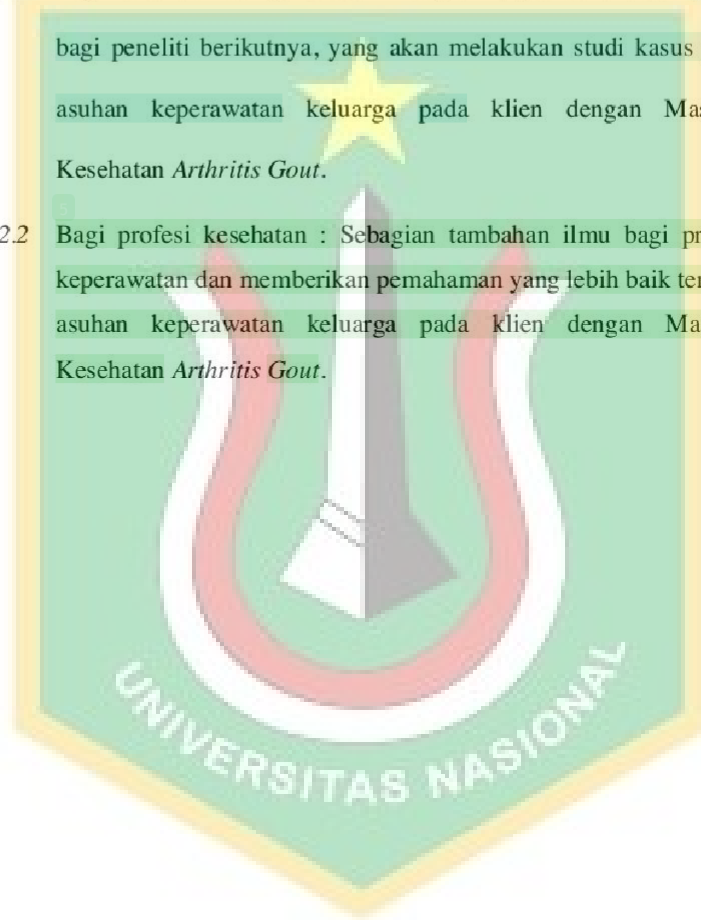 bagi peneliti berikutnya, yang akan melakukan studi kasus
asuhan keperawatan keluarga pada klien dengan
Kesehatan Arthritis Gout.
2.2 Bagi profesi kesehatan : Sebagian tambahan ilmu bagi
keperawatan dan memberikan pemahaman yang lebih baik
asuhan keperawatan keluarga pada klien dengan
Kesehatan Arthritis Gout.
UNIVERSITAS NASIONAL